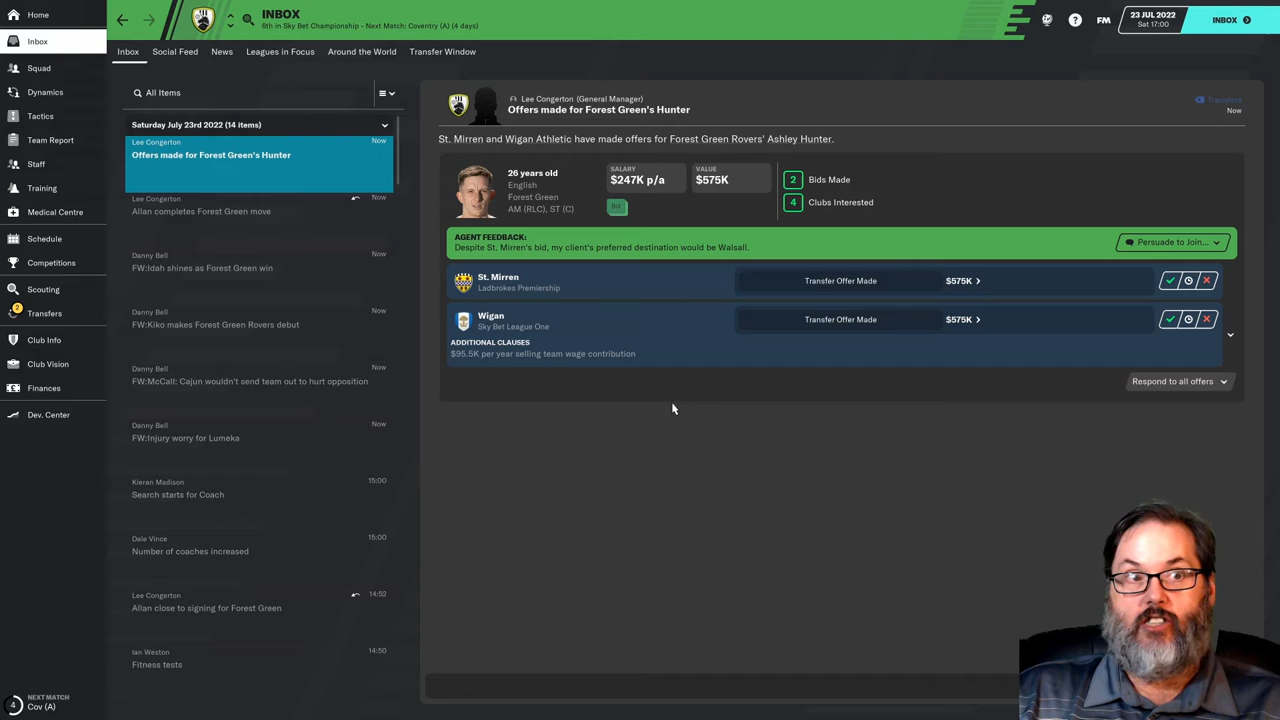 Home
Inbox
Squad
Dynamics
Tactics
Team Report
Staff
Training
Medical Centre
Schedule
Competitions
Scouting
2
Transfers
Club Info
Club Vision
Finances
Dev. Center
4
NEXT MATCH
Cov (A)
INBOX
6th in Sky Bet Championship - Next Match: Coventry (A) (4 days)
FM
23 JUL 2022
Sat 17:00
INBOX
Inbox
Social Feed
News
Leagues in Focus
Around the World
Transfer Window
All Items
Saturday July 23rd 2022 (14 items)
Lee Congerton
Now
Offers made for Forest Green's Hunter
Lee Congerton
Now
Allan completes Forest Green move
Danny Bell
Now
FW:Idah shines as Forest Green win
Danny Bell
Now
FW:Kiko makes Forest Green Rovers debut
Danny Bell
Now
FW:McCall: Cajun wouldn't send team out to hurt opposition
Danny Bell
Now
FW:Injury worry for Lumeka
Kieran Madison
15:00
Search starts for Coach
Dale Vince
15:00
Number of coaches increased
Lee Congerton
14:52
Allan close to signing for Forest Green
Ian Weston
14:50
Fitness tests
Lee Congerton (General Manager)
Offers made for Forest Green's Hunter
Transfers
Now
St. Mirren and Wigan Athletic have made offers for Forest Green Rovers' Ashley Hunter.
26 years old
English
Forest Green
AM (RLC), ST (C)
SALARY
$247K p/a
VALUE
$575K
Bid
2
Bids Made
4
Clubs Interested
AGENT FEEDBACK:
Despite St. Mirren's bid, my client's preferred destination would be Walsall.
Persuade to Join...
St. Mirren
Ladbrokes Premiership
Transfer Offer Made
$575K
Wigan
Sky Bet League One
Transfer Offer Made
$575K
ADDITIONAL CLAUSES
$95.5K per year selling team wage contribution
Respond to all offers